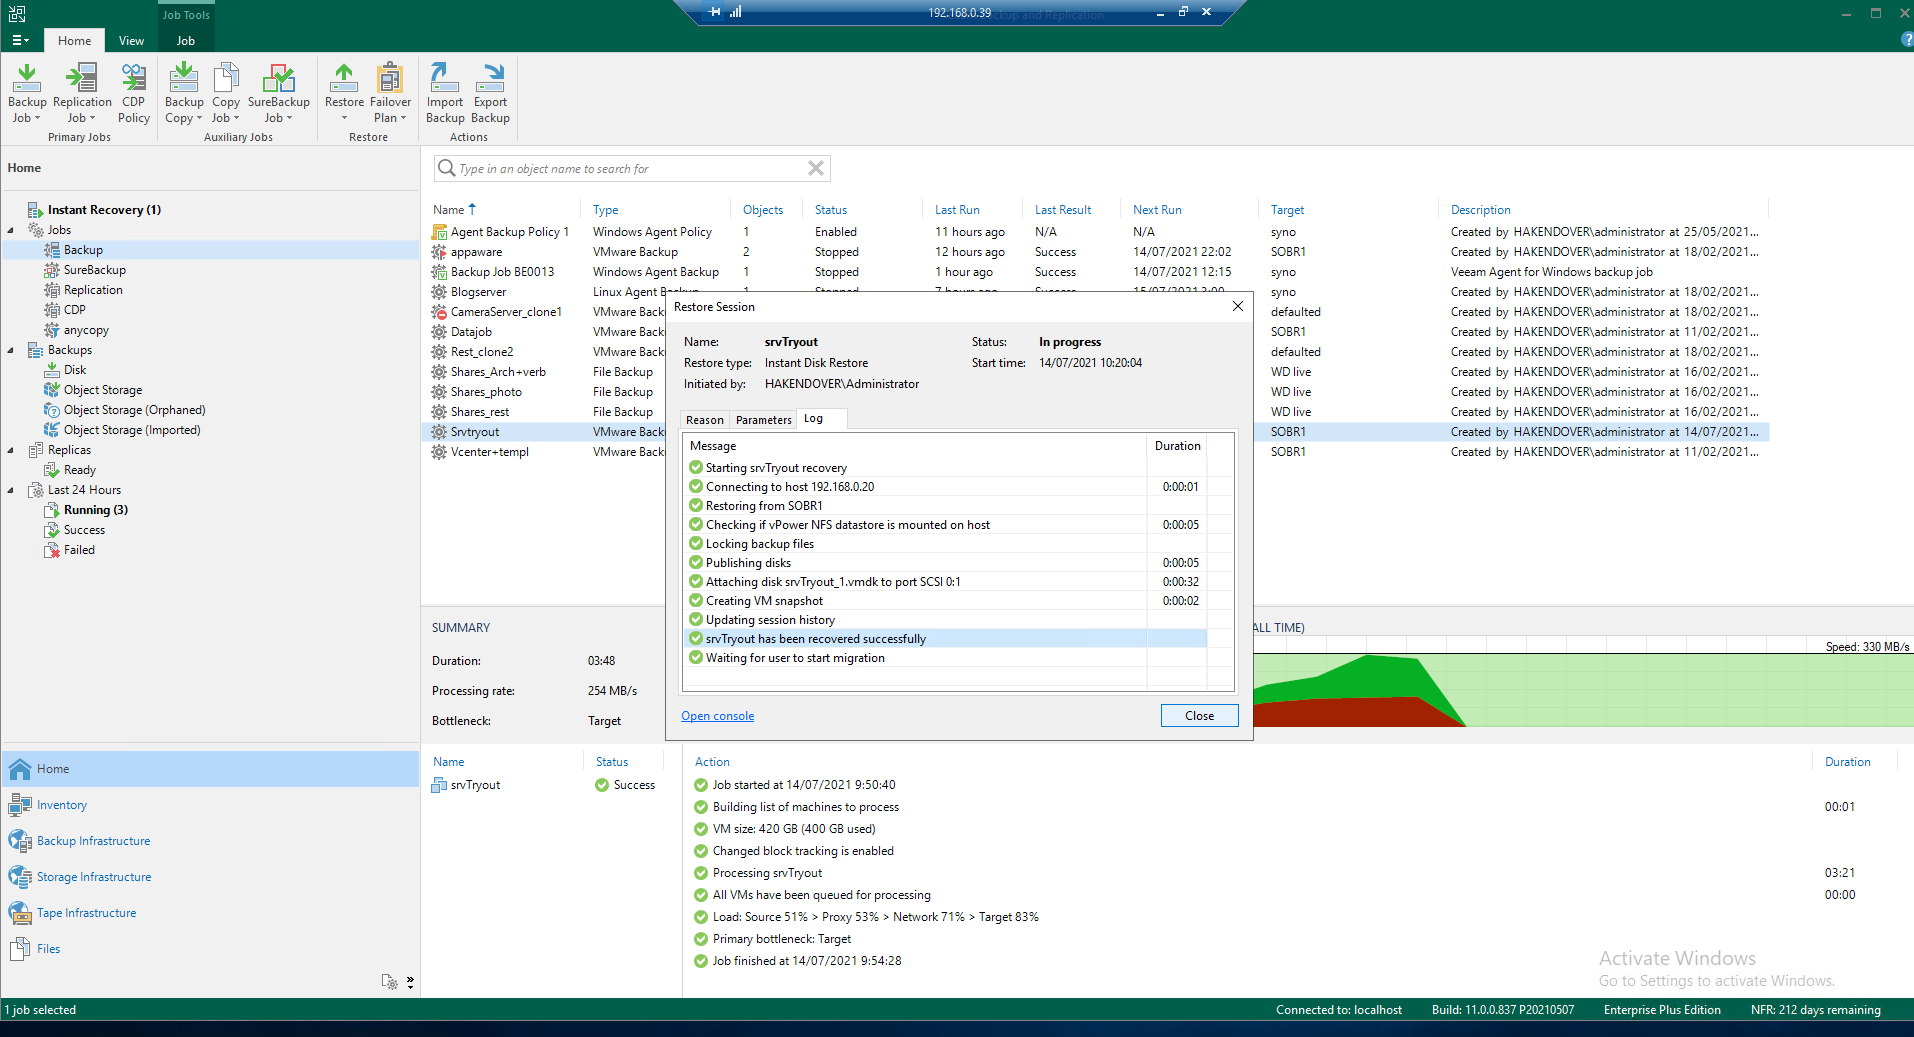 Job Tools
192.168.0.39
ckup and Replication
Home
View
Job
Backup Job
Replication Job
CDP Policy
Backup Copy
Copy Job
SureBackup Job
Restore
Failover Plan
Import Backup
Export Backup
Primary Jobs
Auxiliary Jobs
Restore
Actions
Home
Instant Recovery (1)
Jobs
Backup
SureBackup
Replication
CDP
anycopy
Backups
Disk
Object Storage
Object Storage (Orphaned)
Object Storage (Imported)
Replicas
Ready
Last 24 Hours
Running (3)
Success
Failed
Home
Inventory
Backup Infrastructure
Storage Infrastructure
Tape Infrastructure
Files
Type in an object name to search for
Name Type Objects Status Last Run Last Result Next Run Target Description
Agent Backup Policy 1 Windows Agent Policy 1 Enabled 11 hours ago N/A N/A syno Created by HAKENDOVER\administrator at 25/05/2021...
appaware VMware Backup 2 Stopped 12 hours ago Success 14/07/2021 22:02 SOBR1 Created by HAKENDOVER\administrator at 18/02/2021...
Backup Job BE0013 Windows Agent Backup 1 Stopped 1 hour ago Success 14/07/2021 12:15 syno Veeam Agent for Windows backup job
Blogserver Linux Agent Backup 1 Stopped 7 hours ago Success 15/07/2021 3:00 syno Created by HAKENDOVER\administrator at 18/02/2021...
CameraServer_clone1 VMware Back defaulted Created by HAKENDOVER\administrator at 18/02/2021...
Datajob VMware Back SOBR1 Created by HAKENDOVER\administrator at 11/02/2021...
Rest_clone2 VMware Back defaulted Created by HAKENDOVER\administrator at 18/02/2021...
Shares_Arch+verb File Backup WD live Created by HAKENDOVER\administrator at 16/02/2021...
Shares_photo File Backup WD live Created by HAKENDOVER\administrator at 16/02/2021...
Shares_rest File Backup WD live Created by HAKENDOVER\administrator at 16/02/2021...
Srvtryout VMware Back SOBR1 Created by HAKENDOVER\administrator at 14/07/2021...
Vcenter+templ VMware Back SOBR1 Created by HAKENDOVER\administrator at 11/02/2021...
Restore Session
Name: srvTryout Status: In progress
Restore type: Instant Disk Restore Start time: 14/07/2021 10:20:04
Initiated by: HAKENDOVER\Administrator
Reason Parameters Log
Message Duration
Starting srvTryout recovery
Connecting to host 192.168.0.20 0:00:01
Restoring from SOBR1
Checking if vPower NFS datastore is mounted on host 0:00:05
Locking backup files
Publishing disks 0:00:05
Attaching disk srvTryout_1.vmdk to port SCSI 0:1 0:00:32
Creating VM snapshot 0:00:02
Updating session history
srvTryout has been recovered successfully
Waiting for user to start migration
Open console
Close
SUMMARY
ALL TIME)
Duration: 03:48
Processing rate: 254 MB/s
Bottleneck: Target
Speed: 330 MB/s
Name Status Action Duration
srvTryout Success
Job started at 14/07/2021 9:50:40
Building list of machines to process 00:01
VM size: 420 GB (400 GB used)
Changed block tracking is enabled
Processing srvTryout 03:21
All VMs have been queued for processing 00:00
Load: Source 51% > Proxy 53% > Network 71% > Target 83%
Primary bottleneck: Target
Job finished at 14/07/2021 9:54:28
Activate Windows
Go to Settings to activate Windows.
1 job selected
Connected to: localhost
Build: 11.0.0.837 P20210507
Enterprise Plus Edition
NFR: 212 days remaining